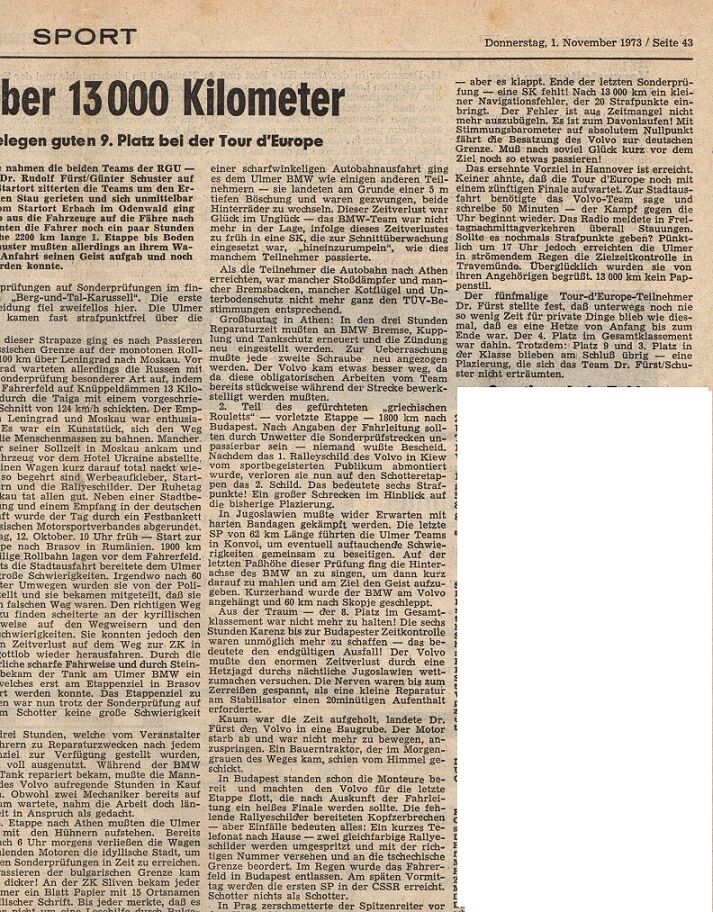 SPORT
Donnerstag, 1. November 1973 / Seite 43
ber 13000 Kilometer
elegen guten 9. Platz bei der Tour d'Europe
e nahmen die beiden Teams der RGU —
Dr. Rudolf Fürst/Günter Schuster auf
Startort zitterten die Teams um den Er-
den Stau gerieten und sich unmittelbar
om Startort Erbach im Odenwald ging
o aus die Fahrzeuge auf die Fähre nach
nten die Fahrer noch ein paar Stunden
he 2200 km lange 1. Etappe bis Boden
huster mußten allerdings an ihrem Wa-
Anfahrt seinen Geist aufgab und noch
rden konnte.
prüfungen auf Sonderprüfungen im fin-
„Berg-und-Tal-Karussell". Die erste
eidung fiel zweifellos hier. Die Ulmer
kamen fast strafpunktfrei über die
dieser Strapaze ging es nach Passieren
ssischen Grenze auf der monotonen Roll-
100 km über Leningrad nach Moskau. Vor
rad warteten allerdings die Russen mit
onderprüfung besonderer Art auf, indem
Fahrerfeld auf Knüppeldämmen 13 Kilo-
durch die Taiga mit einem vorgeschrie-
Schnitt von 124 km/h schickten. Der Emp-
Leningrad und Moskau war enthusia-
Es war ein Kunststück, sich den Weg
die Menschenmassen zu bahnen. Mancher
seiner Sollzeit in Moskau ankam und
hrzeug vor dem Hotel Ukraine abstellte,
inen Wagen kurz darauf total nackt wie-
so begehrt sind Werbeaufkleber, Start-
ern und die Rallyeschilder. Der Ruhetag
kau tat allen gut. Neben einer Stadtbe-
ng und einem Empfang in der deutschen
aft wurde der Tag durch ein Festbankett
sischen Motorsportverbandes abgerundet.
ag, 12. Oktober. 10 Uhr früh — Start zur
pe nach Brasov in Rumänien. 1900 km
llige Rollbahn lagen vor dem Fahrerfeld.
ts die Stadtausfahrt bereitete dem Ulmer
große Schwierigkeiten. Irgendwo nach 60
ter Umwegen wurden sie von der Poli-
ellt und sie bekamen mitgeteilt, daß sie
n falschen Weg waren. Den richtigen Weg
zu finden scheiterte an der kyrillischen
weise auf den Wegweisern und den
chwierigkeiten. Sie konnten jedoch den
n Zeitverlust auf dem Weg zur ZK in
gottlob wieder herausfahren. Durch die
rliche scharfe Fahrweise und durch Stein-
bekam der Tank am Ulmer BMW ein
welches erst am Etappenziel in Brasov
rt werden konnte. Das Etappenziel zu
en war nun trotz der Sonderprüfung auf
m Schotter keine große Schwierigkeit
drei Stunden, welche vom Veranstalter
hrern zu Reparaturzwecken nach jedem
nziel zur Verfügung gestellt wurden,
voll ausgenutzt. Während der BMW
Tank repariert bekam, mußte die Mann-
des Volvo aufregende Stunden in Kauf
Obwohl zwei Mechaniker bereits auf
am wartete, nahm die Arbeit doch län-
eit in Anspruch als gedacht.
. Etappe nach Athen mußten die Ulmer
mit den Hühnern aufstehen. Bereits
ch 6 Uhr morgens verließen die Wagen
ulenden Motoren die idyllische Stadt, um
en Sonderprüfungen in Zeit zu erreichen.
assieren der bulgarischen Grenze kam
dicker! An der ZK Sliven bekam jeder
mer ein Blatt Papier mit 15 Ortsnamen
llischer Schrift. Bis jeder merkte, daß es
einer scharfwinkeligen Autobahnausfahrt ging
es dem Ulmer BMW wie einigen anderen Teil-
nehmern — sie landeten am Grunde einer 5 m
tiefen Böschung und waren gezwungen, beide
Hinterräder zu wechseln. Dieser Zeitverlust war
Glück im Unglück — das BMW-Team war nicht
mehr in der Lage, infolge dieses Zeitverlustes
zu früh in eine SK, die zur Schnittüberwachung
eingesetzt war, „hineinzurumpeln", wie dies
manchem Teilnehmer passierte.
Als die Teilnehmer die Autobahn nach Athen
erreichten, war mancher Stoßdämpfer und man-
cher Bremsbacken, mancher Kotflügel und Un-
terbodenschutz nicht mehr ganz den TÜV-Be-
stimmungen entsprechend.
Großbautag in Athen: In den drei Stunden
Reparaturzeit mußten an BMW Bremse, Kupp-
lung und Tankschutz erneuert und die Zündung
neu eingestellt werden. Zur Ueberraschung
mußte jede zweite Schraube neu angezogen
werden. Der Volvo kam etwas besser weg, da
da diese obligatorischen Arbeiten vom Team
bereits stückweise während der Strecke bewerk-
stelligt werden mußten.
2. Teil des gefürchteten „griechischen
Rouletts" — vorletzte Etappe — 1800 km nach
Budapest. Nach Angaben der Fahrleitung soll-
ten durch Unwetter die Sonderprüfstrecken un-
passierbar sein — niemand wußte Bescheid.
Nachdem das 1. Ralleyschild des Volvo in Kiew
vom sportbegeisterten Publikum abmontiert
wurde, verloren sie nun auf den Schotteretap-
pen das 2. Schild. Das bedeutete sechs Straf-
punkte! Ein großer Schrecken im Hinblick auf
die bisherige Plazierung.
In Jugoslawien mußte wider Erwarten mit
harten Bandagen gekämpft werden. Die letzte
SP von 62 km Länge führten die Ulmer Teams
in Konvoi, um eventuell auftauchende Schwie-
rigkeiten gemeinsam zu beseitigen. Auf der
letzten Paßhöhe dieser Prüfung fing die Hinter-
achse des BMW an zu singen, um dann kurz
darauf zu mahlen und am Ziel den Geist aufzu-
geben. Kurzerhand wurde der BMW am Volvo
angehängt und 60 km nach Skopje geschleppt.
Aus der Traum — der 8. Platz im Gesamt-
klassement war nicht mehr zu halten! Die sechs
Stunden Karenz bis zur Budapester Zeitkontrolle
waren unmöglich mehr zu schaffen — das be-
deutete den endgültigen Ausfall! Der Volvo
mußte den enormen Zeitverlust durch eine
Hetzjagd durch nächtliche Jugoslawien wett-
zumachen versuchen. Die Nerven waren bis zum
Zerreißen gespannt, als eine kleine Reparatur
am Stabilisator einen 20minütigen Aufenthalt
erforderte.
Kaum war die Zeit aufgeholt, landete Dr.
Fürst den Volvo in eine Baugrube. Der Motor
starb ab und war nicht mehr zu bewegen, an-
zuspringen. Ein Bauerntraktor, der im Morgen-
grauen des Weges kam, schien vom Himmel ge-
schickt.
In Budapest standen schon die Monteure be-
reit und machten den Volvo für die letzte
Etappe flott, die nach Auskunft der Fahrlei-
tung ein heißes Finale werden sollte. Die feh-
lende Rallyeschilder bereiteten Kopfzerbrechen
— aber Einfälle bedeuten alles: Ein kurzes Te-
lefonat nach Hause — zwei gleichfarbige Rallye-
schilder werden umgespritzt und mit der rich-
tigen Nummer versehen und an die tschechische
Grenze beordert. Im Regen wurde das Fahrer-
feld in Budapest entlassen. Am späten Vormit-
tag werden die ersten SP in der CSSR erreicht.
Schotter nichts als Schotter.
In Prag zerschmetterte der Spitzenreiter vor
— aber es klappt. Ende der letzten Sonderprü-
fung — eine SK fehlt! Nach 13 000 km ein klei-
ner Navigationsfehler, der 20 Strafpunkte ein-
bringt. Der Fehler ist aus Zeitmangel nicht
mehr auszubügeln. Es ist zum Davonlaufen! Mit
Stimmungsbarometer auf absolutem Nullpunkt
fährt die Besatzung des Volvo zur deutschen
Grenze. Muß nach soviel Glück kurz vor dem
Ziel noch so etwas passieren!
Das ersehnte Vorziel in Hannover ist erreicht.
Keiner ahnte, daß die Tour d'Europe noch mit
einem zünftigen Finale aufwartet. Zur Stadtaus-
fahrt benötigte das Volvo-Team sage und
schreibe 50 Minuten — der Kampf gegen die
Uhr beginnt wieder. Das Radio meldete in Frei-
tagnachmittagverkehren überall Stauungen.
Sollte es nochmals Strafpunkte geben? Pünkt-
lich um 17 Uhr jedoch erreichten die Ulmer
in strömendem Regen die Zielzeitkontrolle in
Travemünde. Überglücklich wurden sie von
ihren Angehörigen begrüßt. 13 000 km kein Pap-
penstil.
Der fünfmalige Tour-d'Europe-Teilnehmer
Dr. Fürst stellte fest, daß unterwegs noch nie
so wenig Zeit für private Dinge blieb wie dies-
mal, daß es eine Hetze von Anfang bis zum
Ende war. Der 4. Platz im Gesamtklassement
war dahin. Trotzdem: Platz 9 und 3. Platz in
der Klasse blieben am Schluß übrig — eine
Plazierung, die sich das Team Dr. Fürst/Schu-
ster nicht erträumten.